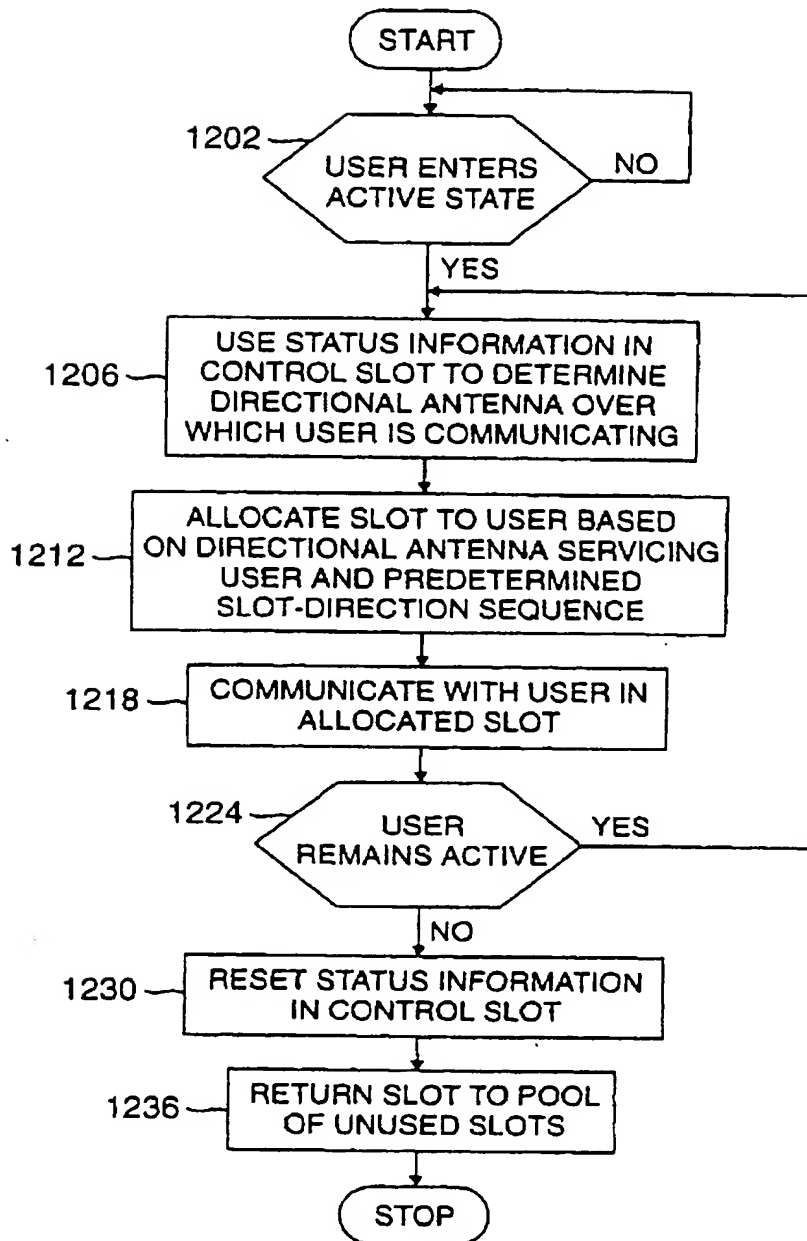 START
1202
USER ENTERS
ACTIVE STATE
NO
YES
1206
USE STATUS INFORMATION IN
CONTROL SLOT TO DETERMINE
DIRECTIONAL ANTENNA OVER
WHICH USER IS COMMUNICATING
1212
ALLOCATE SLOT TO USER BASED
ON DIRECTIONAL ANTENNA SERVICING
USER AND PREDETERMINED
SLOT-DIRECTION SEQUENCE
1218
COMMUNICATE WITH USER IN
ALLOCATED SLOT
1224
USER
REMAINS ACTIVE
YES
NO
1230
RESET STATUS INFORMATION
IN CONTROL SLOT
1236
RETURN SLOT TO POOL
OF UNUSED SLOTS
STOP